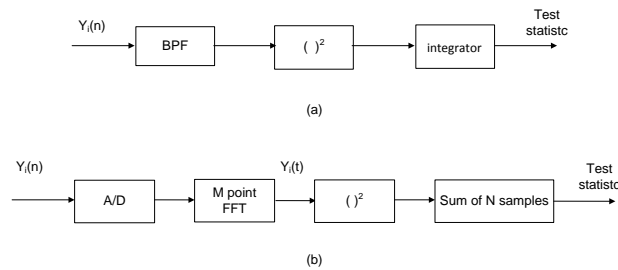 Test
statistc
Yi(n)
BPF
( )²
integrator
(a)
Yi(n)
Yi(t)
Test
statistc
A/D
M point
FFT
( )²
Sum of N samples
(b)